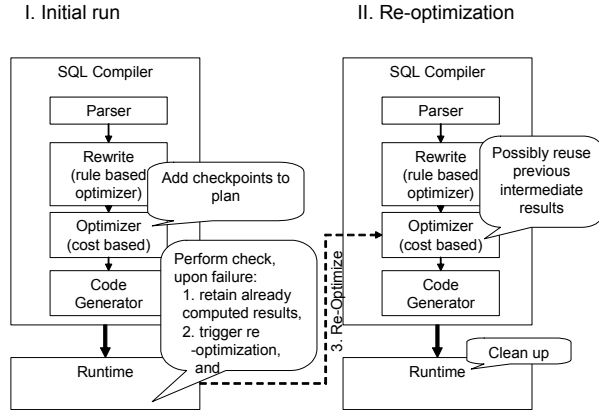 I. Initial run
SQL Compiler
Parser
Rewrite
(rule based
optimizer)
Add checkpoints to
plan
Optimizer
(cost based)
Code
Generator
Perform check,
upon failure:
1. retain already
computed results,
2. trigger re
-optimization,
and
Runtime
3. Re-Optimize
II. Re-optimization
SQL Compiler
Parser
Rewrite
(rule based
optimizer)
Possibly reuse
previous
intermediate
results
Optimizer
(cost based)
Code
Generator
Clean up
Runtime